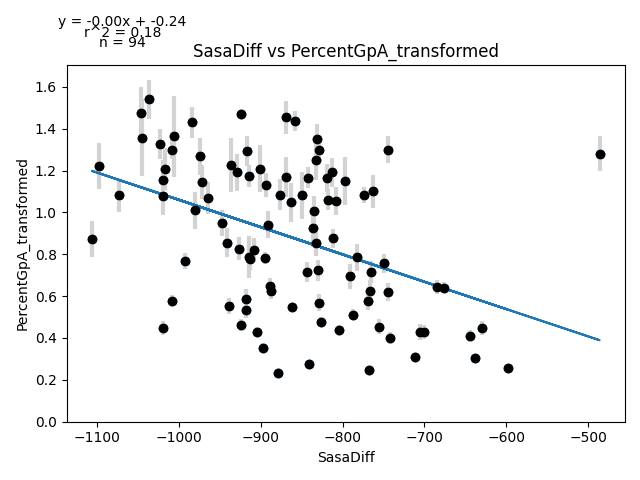 y = -0.00x + -0.24
r^2 = 0.18
n = 94
SasaDiff vs PercentGpA_transformed
1.6
1.4
1.2
1.0
0.8
0.6
0.4
0.2
0.0
PercentGpA_transformed
−1100 −1000 −900 −800 −700 −600 −500
SasaDiff